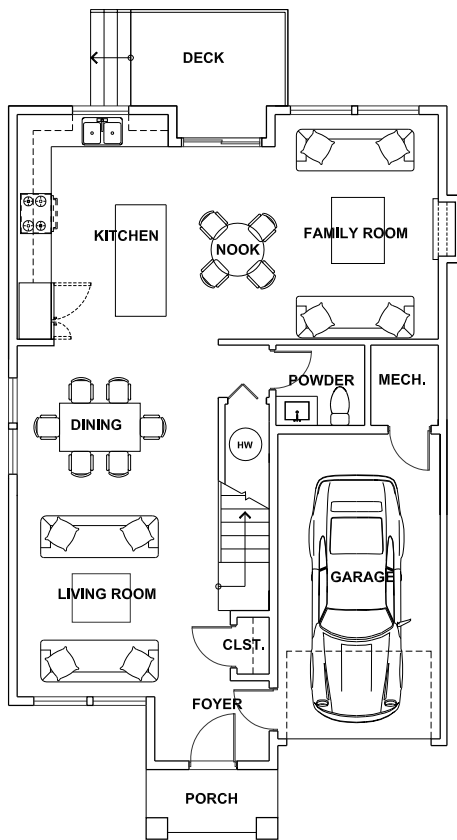 DECK
KITCHEN
NOOK
FAMILY ROOM
POWDER
MECH.
DINING
HW
GARAGE
LIVING ROOM
CLST.
FOYER
PORCH